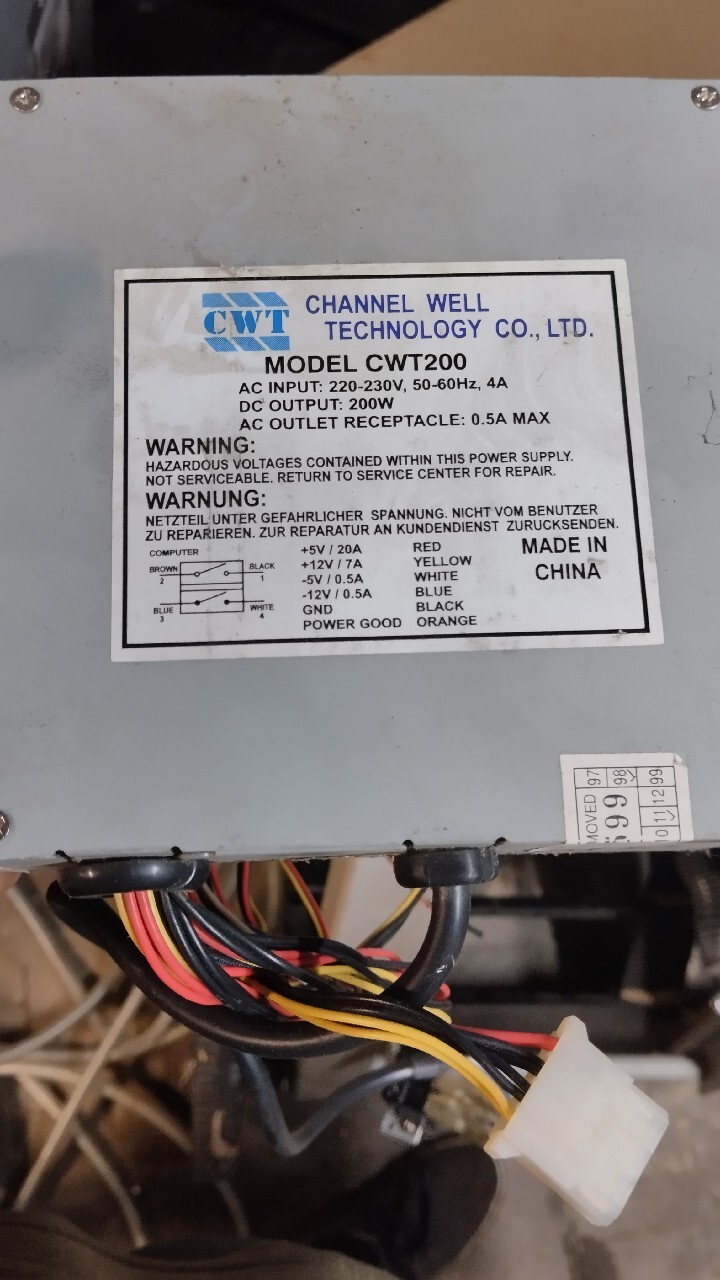 CWT
CHANNEL WELL
TECHNOLOGY CO., LTD.
MODEL CWT200
AC INPUT: 220-230V, 50-60Hz, 4A
DC OUTPUT: 200W
AC OUTLET RECEPTACLE: 0.5A MAX
WARNING:
HAZARDOUS VOLTAGES CONTAINED WITHIN THIS POWER SUPPLY.
NOT SERVICEABLE. RETURN TO SERVICE CENTER FOR REPAIR.
WARNUNG:
NETZTEIL UNTER GEFAHRLICHER SPANNUNG. NICHT VOM BENUTZER
ZU REPARIEREN. ZUR REPARATUR AN KUNDENDIENST ZURUCKSENDEN.
COMPUTER
BROWN
2
BLACK
1
BLUE
3
WHITE
4
+5V / 20A RED
+12V / 7A YELLOW
-5V / 0.5A WHITE
-12V / 0.5A BLUE
GND BLACK
POWER GOOD ORANGE
MADE IN
CHINA
MOVED
97 98 99
599
10 11 12